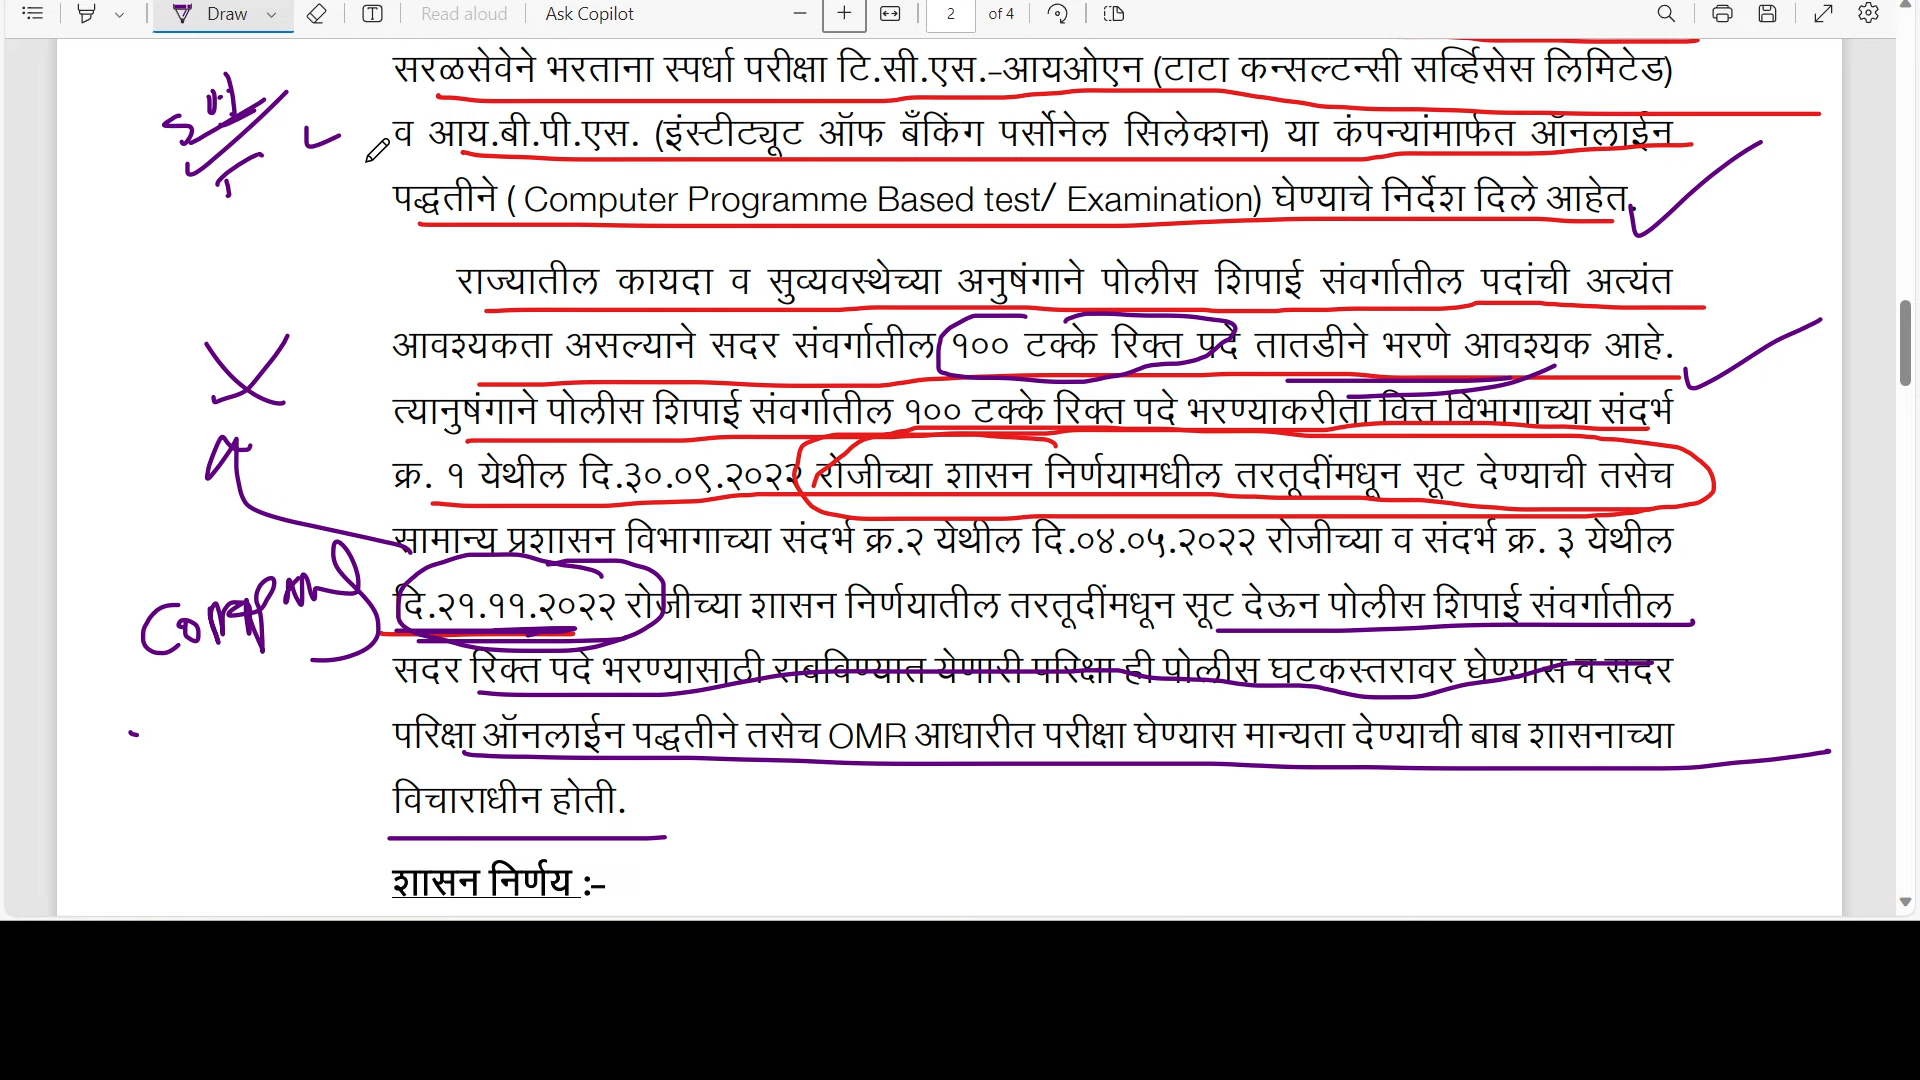 Draw
Read aloud
Ask Copilot
2
of 4
सरळसेवेने भरताना स्पर्धा परीक्षा टि.सी.एस.-आयओएन (टाटा कन्सल्टन्सी सर्व्हिसेस लिमिटेड)
व आय.बी.पी.एस. (इंस्टीट्यूट ऑफ बँकिंग पर्सोनेल सिलेक्शन) या कंपन्यांमार्फत ऑनलाईन
पद्धतीने ( Computer Programme Based test/ Examination) घेण्याचे निर्देश दिले आहेत.
राज्यातील कायदा व सुव्यवस्थेच्या अनुषंगाने पोलीस शिपाई संवर्गातील पदांची अत्यंत
आवश्यकता असल्याने सदर संवर्गातील १०० टक्के रिक्त पदे तातडीने भरणे आवश्यक आहे.
त्यानुषंगाने पोलीस शिपाई संवर्गातील १०० टक्के रिक्त पदे भरण्याकरीता वित्त विभागाच्या संदर्भ
क्र. १ येथील दि.३०.०९.२०२२ रोजीच्या शासन निर्णयामधील तरतूदींमधून सूट देण्याची तसेच
सामान्य प्रशासन विभागाच्या संदर्भ क्र.२ येथील दि.०४.०५.२०२२ रोजीच्या व संदर्भ क्र. ३ येथील
दि.२१.११.२०२२ रोजीच्या शासन निर्णयातील तरतूदींमधून सूट देऊन पोलीस शिपाई संवर्गातील
सदर रिक्त पदे भरण्यासाठी राबविण्यात येणारी परिक्षा ही पोलीस घटकस्तरावर घेण्यास व सदर
परिक्षा ऑनलाईन पद्धतीने तसेच OMR आधारीत परीक्षा घेण्यास मान्यता देण्याची बाब शासनाच्या
विचाराधीन होती.
शासन निर्णय :-